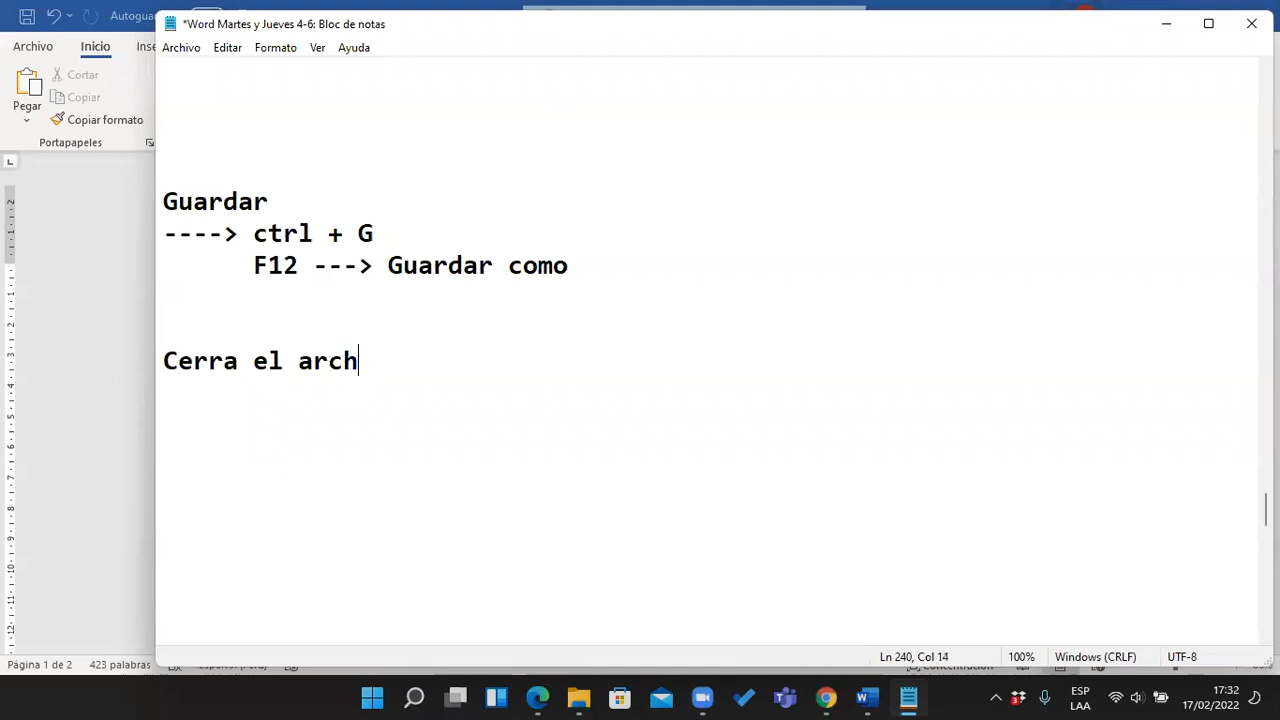 Autogua
*Word Martes y Jueves 4-6: Bloc de notas
Archivo Inicio Inse
Archivo Editar Formato Ver Ayuda
Cortar
Copiar
Pegar
Copiar formato
Portapapeles
Guardar
----> ctrl + G
F12 ---> Guardar como
Cerra el arch
Página 1 de 2 423 palabras
Ln 240, Col 14 100% Windows (CRLF) UTF-8
ESP
LAA
17:32
17/02/2022